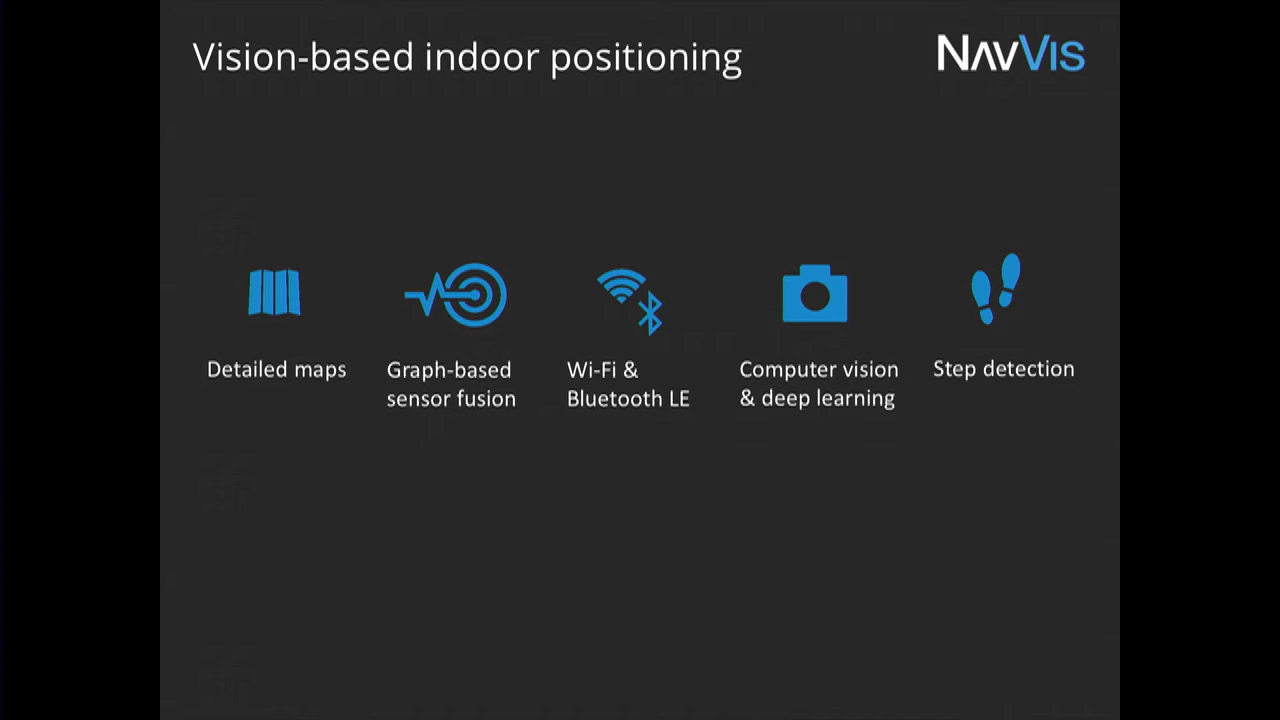 Vision-based indoor positioning
NAVVIS
Detailed maps
Graph-based
sensor fusion
Wi-Fi &
Bluetooth LE
Computer vision
& deep learning
Step detection